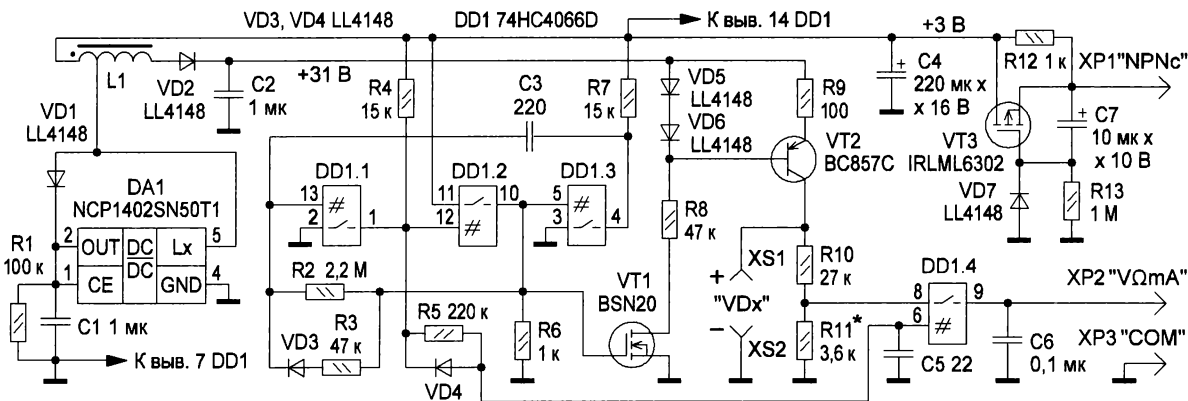 VD3, VD4 LL4148
DD1 74HC4066D
К выв. 14 DD1
+3 В
L1
VD2
LL4148
C2
1 мк
+31 В
R4
15 к
C3
220
R7
15 к
VD5
LL4148
VD6
LL4148
R9
100
C4
220 мк х
х 16 В
R12 1 к
XP1"NPNc"
VD1
LL4148
VT2
BC857C
VT3
IRLML6302
C7
10 мк х
х 10 В
DA1
NCP1402SN50T1
DD1.1
13
#
2
1
DD1.2
11
10
12
#
DD1.3
5
#
3
4
R8
47 к
VD7
LL4148
R13
1 М
R1
100 к
2
OUT
DC
DC
Lx
5
1
CE
GND
4
R2 2,2 М
VT1
BSN20
XS1
+
"VDx"
–
XS2
R10
27 к
DD1.4
8
9
6
#
XP2 "VΩmA"
C1 1 мк
R3
47 к
VD3
R5 220 к
VD4
R6
1 к
R11*
3,6 к
C5 22
C6
0,1 мк
XP3 "COM"
К выв. 7 DD1